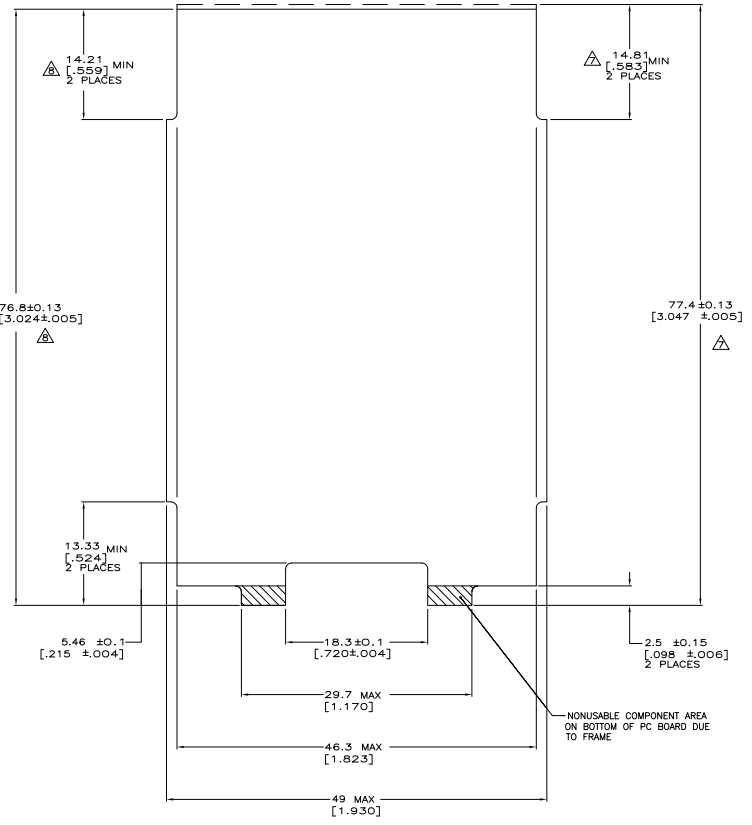 14.21 MIN
8 [.559]
2 PLACES
14.81 MIN
7 [.583]
2 PLACES
76.8±0.13
[3.024±.005]
8
77.4±0.13
[3.047 ±.005]
7
13.33 MIN
[.524]
2 PLACES
5.46 ±0.1
[.215 ±.004]
18.3±0.1
[.720±.004]
2.5 ±0.15
[.098 ±.006]
2 PLACES
29.7 MAX
[1.170]
NONUSABLE COMPONENT AREA
ON BOTTOM OF PC BOARD DUE
TO FRAME
46.3 MAX
[1.823]
49 MAX
[1.930]